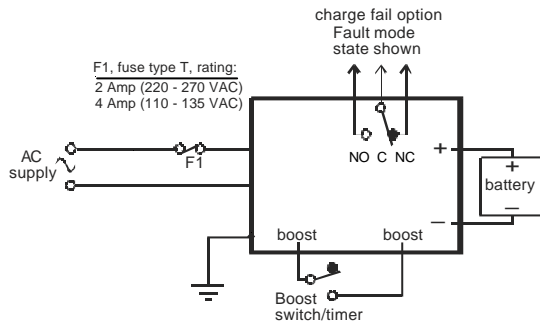 charge fail option
Fault mode
state shown
F1, fuse type T, rating:
2 Amp (220 - 270 VAC)
4 Amp (110 - 135 VAC)
AC
supply
F1
NO C NC
+
−
+
battery
−
boost
boost
Boost
switch/timer